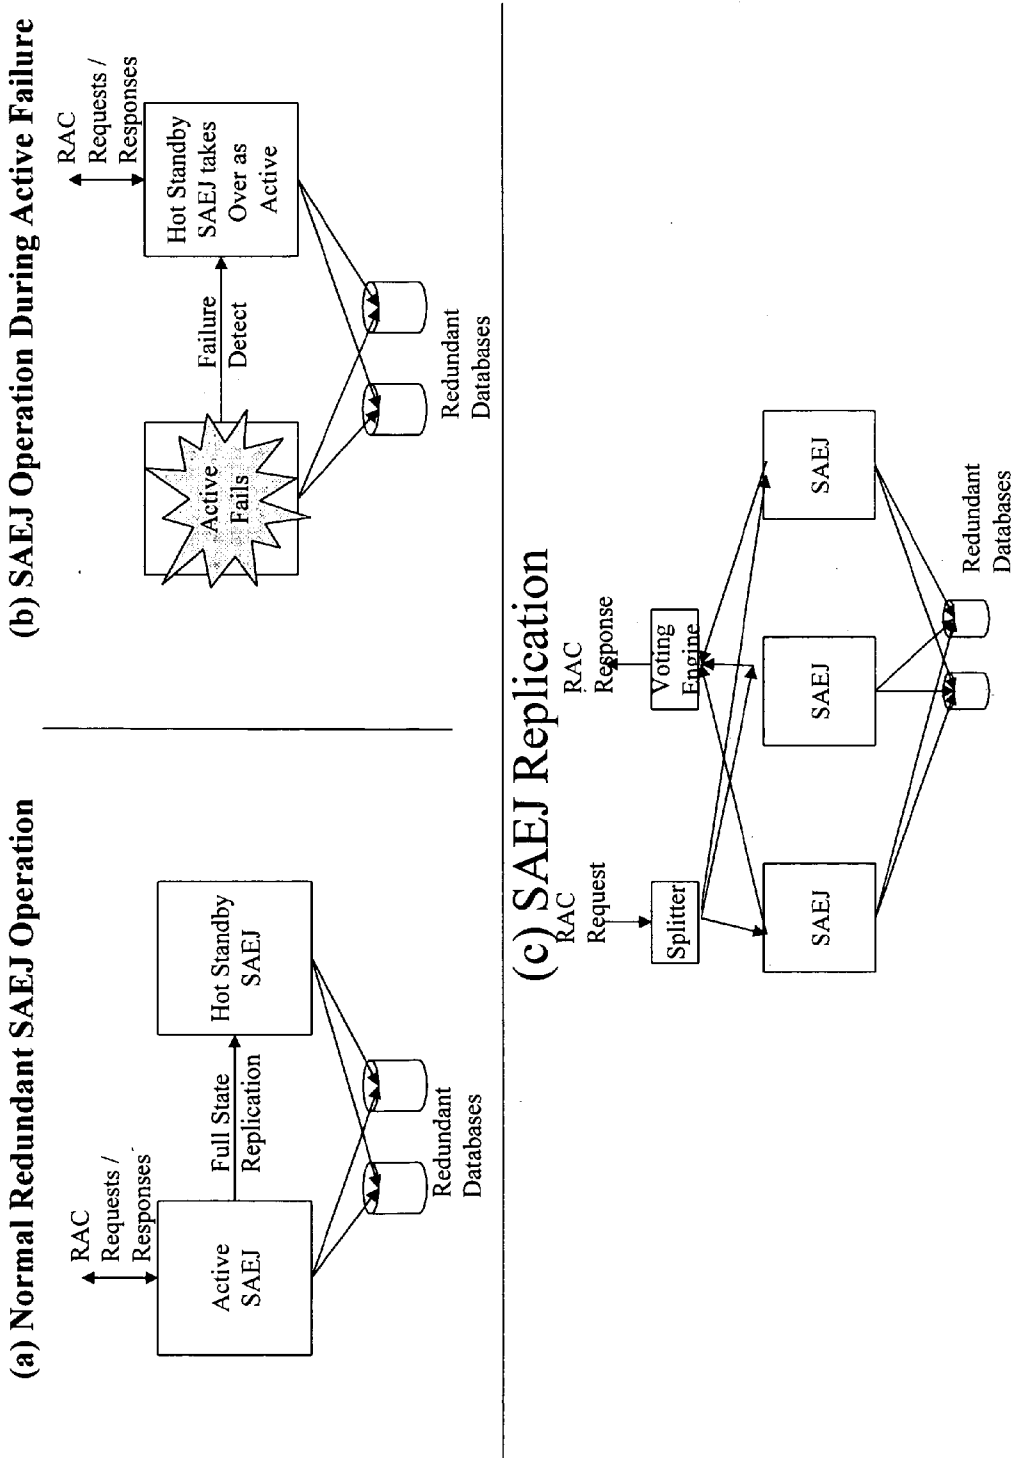 (a) Normal Redundant SAEJ Operation
RAC
Requests /
Responses
Active
SAEJ
Full State
Replication
Hot Standby
SAEJ
Redundant
Databases
(b) SAEJ Operation During Active Failure
Active
Fails
Failure
Detect
RAC
Requests /
Responses
Hot Standby
SAEJ takes
Over as
Active
Redundant
Databases
(c) SAEJ Replication
RAC
Request
Splitter
RAC
Response
Voting
Engine
SAEJ
SAEJ
SAEJ
Redundant
Databases